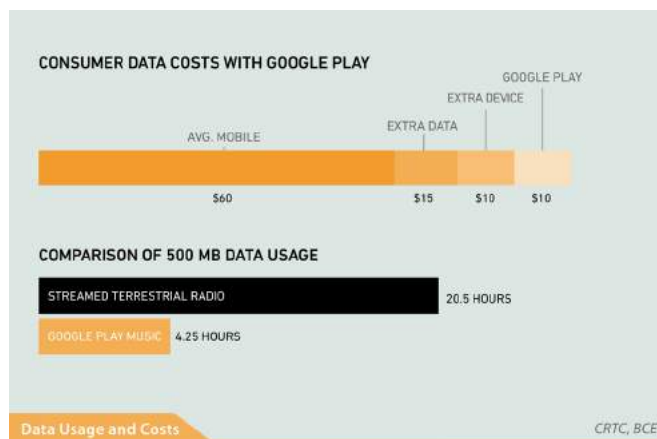 CONSUMER DATA COSTS WITH GOOGLE PLAY
GOOGLE PLAY
EXTRA DEVICE
EXTRA DATA
AVG. MOBILE
$60 $15 $10 $10
COMPARISON OF 500 MB DATA USAGE
STREAMED TERRESTRIAL RADIO 20.5 HOURS
GOOGLE PLAY MUSIC 4.25 HOURS
Data Usage and Costs CRTC, BCE